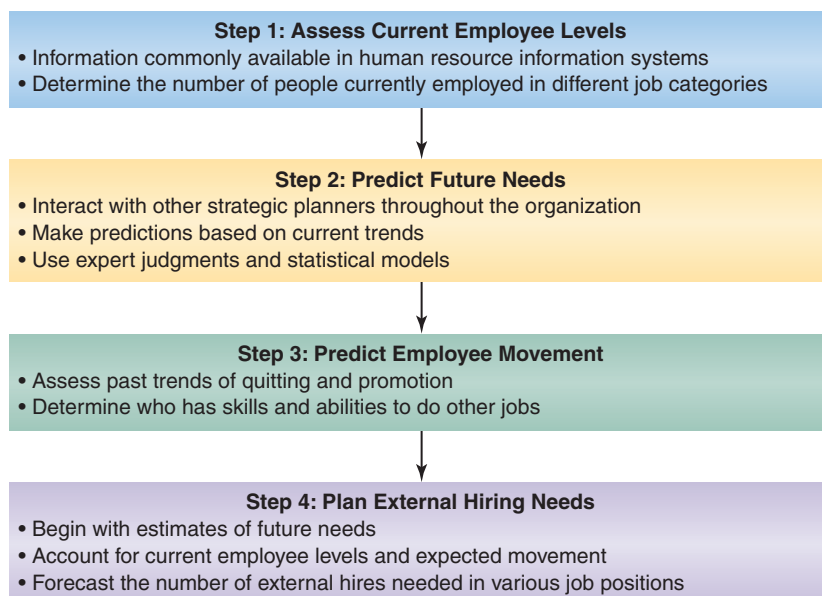 Step 1: Assess Current Employee Levels
• Information commonly available in human resource information systems
• Determine the number of people currently employed in different job categories
Step 2: Predict Future Needs
• Interact with other strategic planners throughout the organization
• Make predictions based on current trends
• Use expert judgments and statistical models
Step 3: Predict Employee Movement
• Assess past trends of quitting and promotion
• Determine who has skills and abilities to do other jobs
Step 4: Plan External Hiring Needs
• Begin with estimates of future needs
• Account for current employee levels and expected movement
• Forecast the number of external hires needed in various job positions